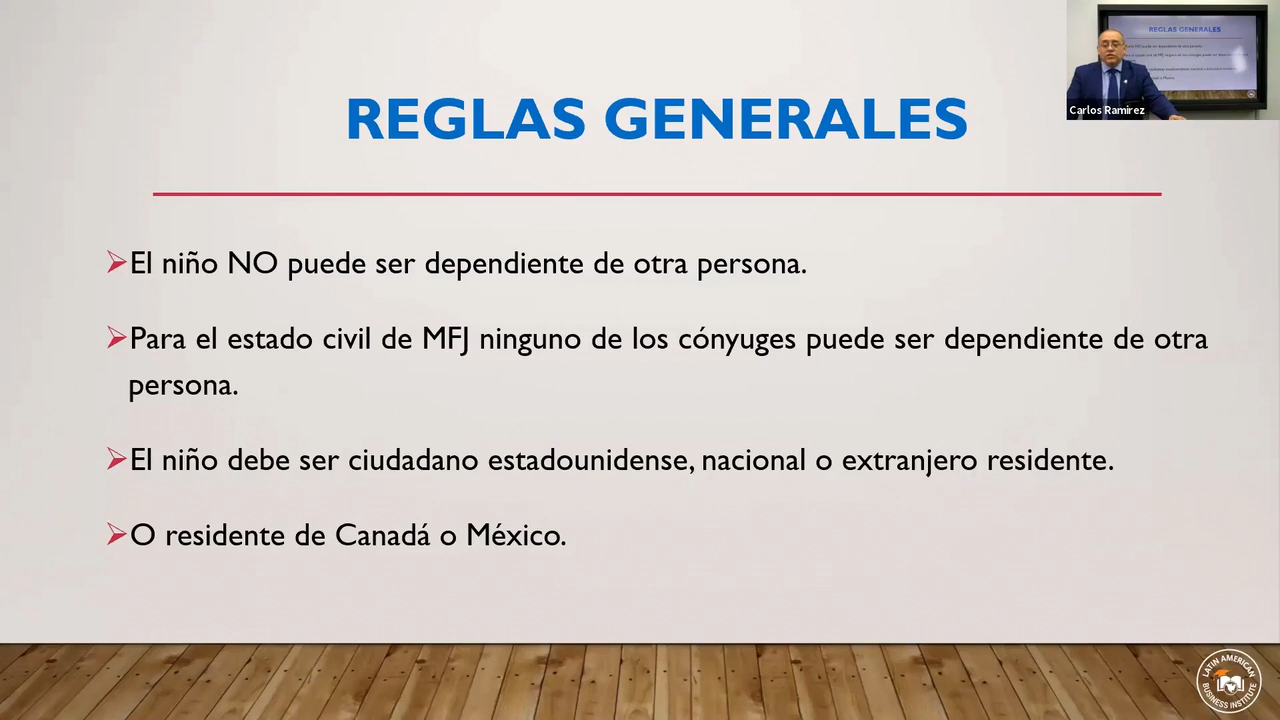 REGLAS GENERALES
REGLAS GENERALES
Carlos Ramirez
➢El niño NO puede ser dependiente de otra persona.
➢Para el estado civil de MFJ ninguno de los cónyuges puede ser dependiente de otra
persona.
➢El niño debe ser ciudadano estadounidense, nacional o extranjero residente.
➢O residente de Canadá o México.
LATIN AMERICAN
BUSINESS INSTITUTE